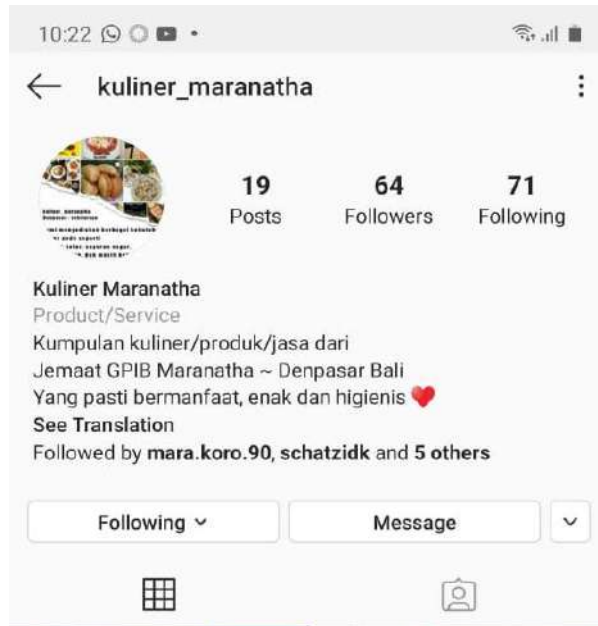 10:22
kuliner_maranatha
19
Posts
64
Followers
71
Following
Kuliner Maranatha
Product/Service
Kumpulan kuliner/produk/jasa dari
Jemaat GPIB Maranatha ~ Denpasar Bali
Yang pasti bermanfaat, enak dan higienis ❤️
See Translation
Followed by mara.koro.90, schatzidk and 5 others
Following
Message